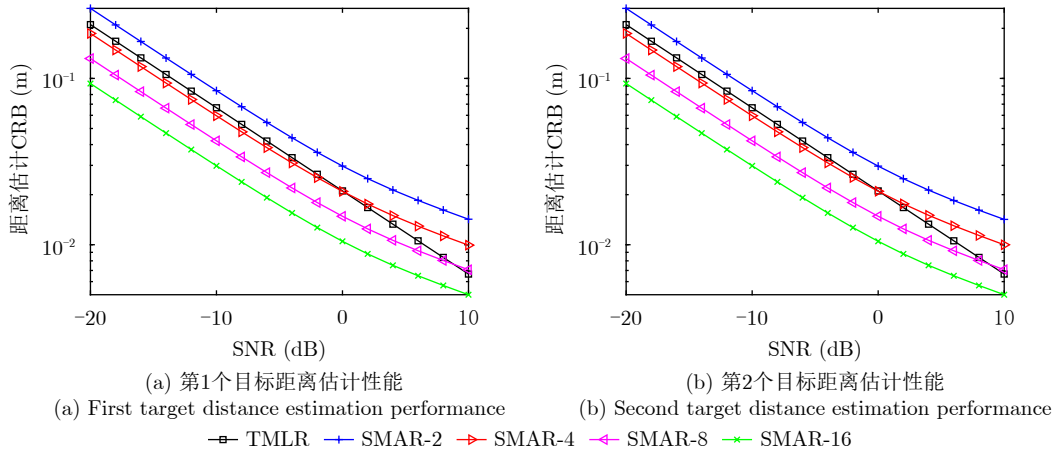 10⁻¹
10⁻²
距离估计CRB (m)
−20
−10
0
10
SNR (dB)
(a) 第1个目标距离估计性能
(a) First target distance estimation performance
10⁻¹
10⁻²
距离估计CRB (m)
−20
−10
0
10
SNR (dB)
(b) 第2个目标距离估计性能
(b) Second target distance estimation performance
TMLR SMAR-2 SMAR-4 SMAR-8 SMAR-16